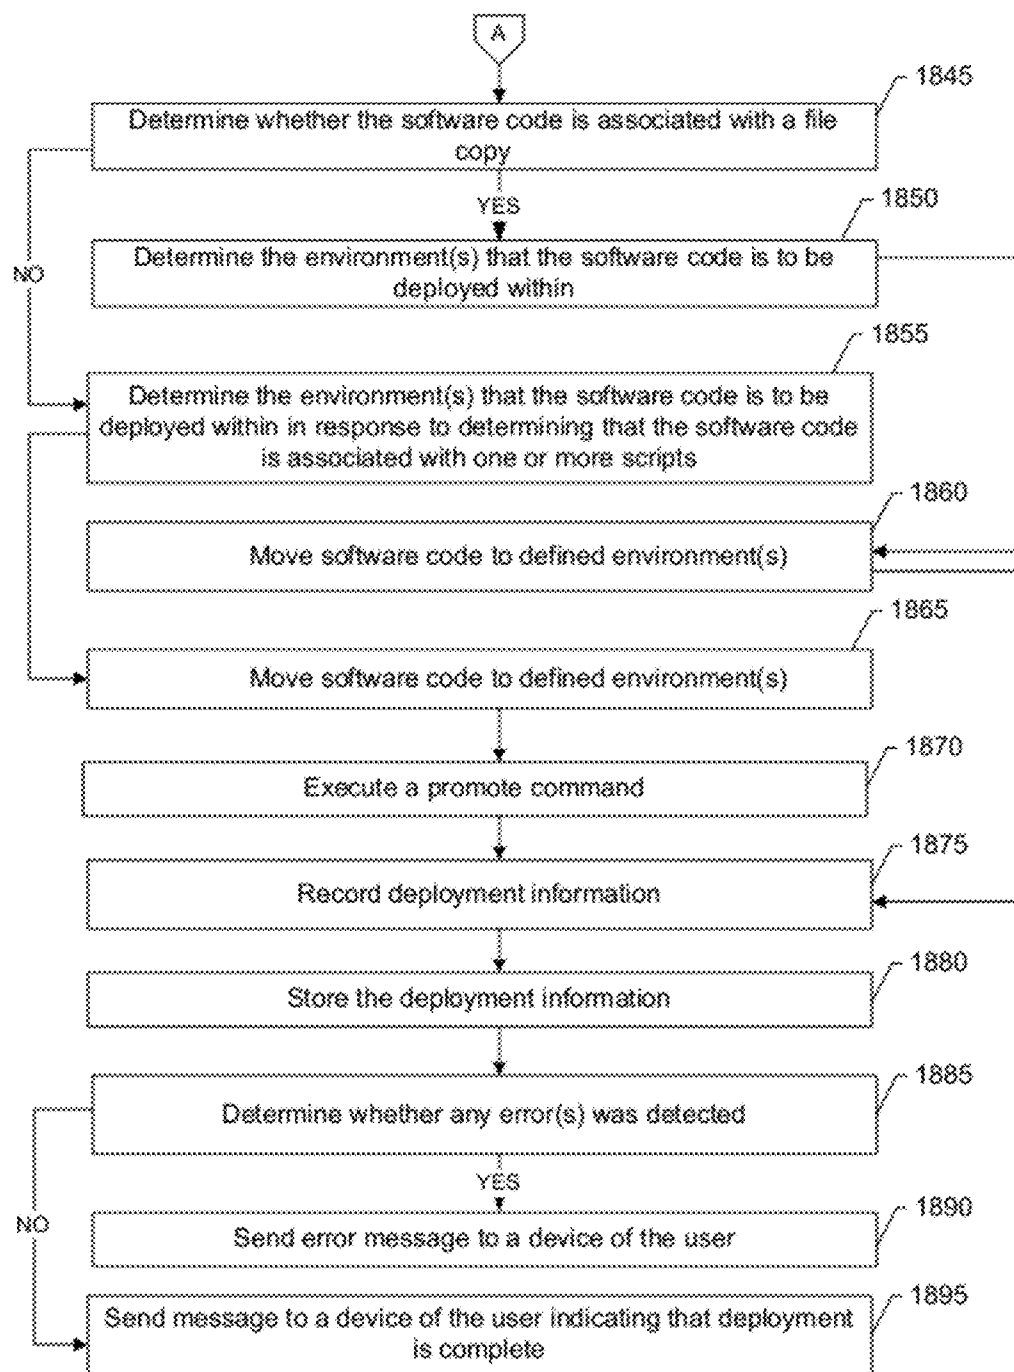 A
1845
Determine whether the software code is associated with a file
copy
YES
1850
Determine the environment(s) that the software code is to be
deployed within
NO
1855
Determine the environment(s) that the software code is to be
deployed within in response to determining that the software code
is associated with one or more scripts
1860
Move software code to defined environment(s)
1865
Move software code to defined environment(s)
1870
Execute a promote command
1875
Record deployment information
1880
Store the deployment information
1885
Determine whether any error(s) was detected
YES
NO
1890
Send error message to a device of the user
1895
Send message to a device of the user indicating that deployment
is complete